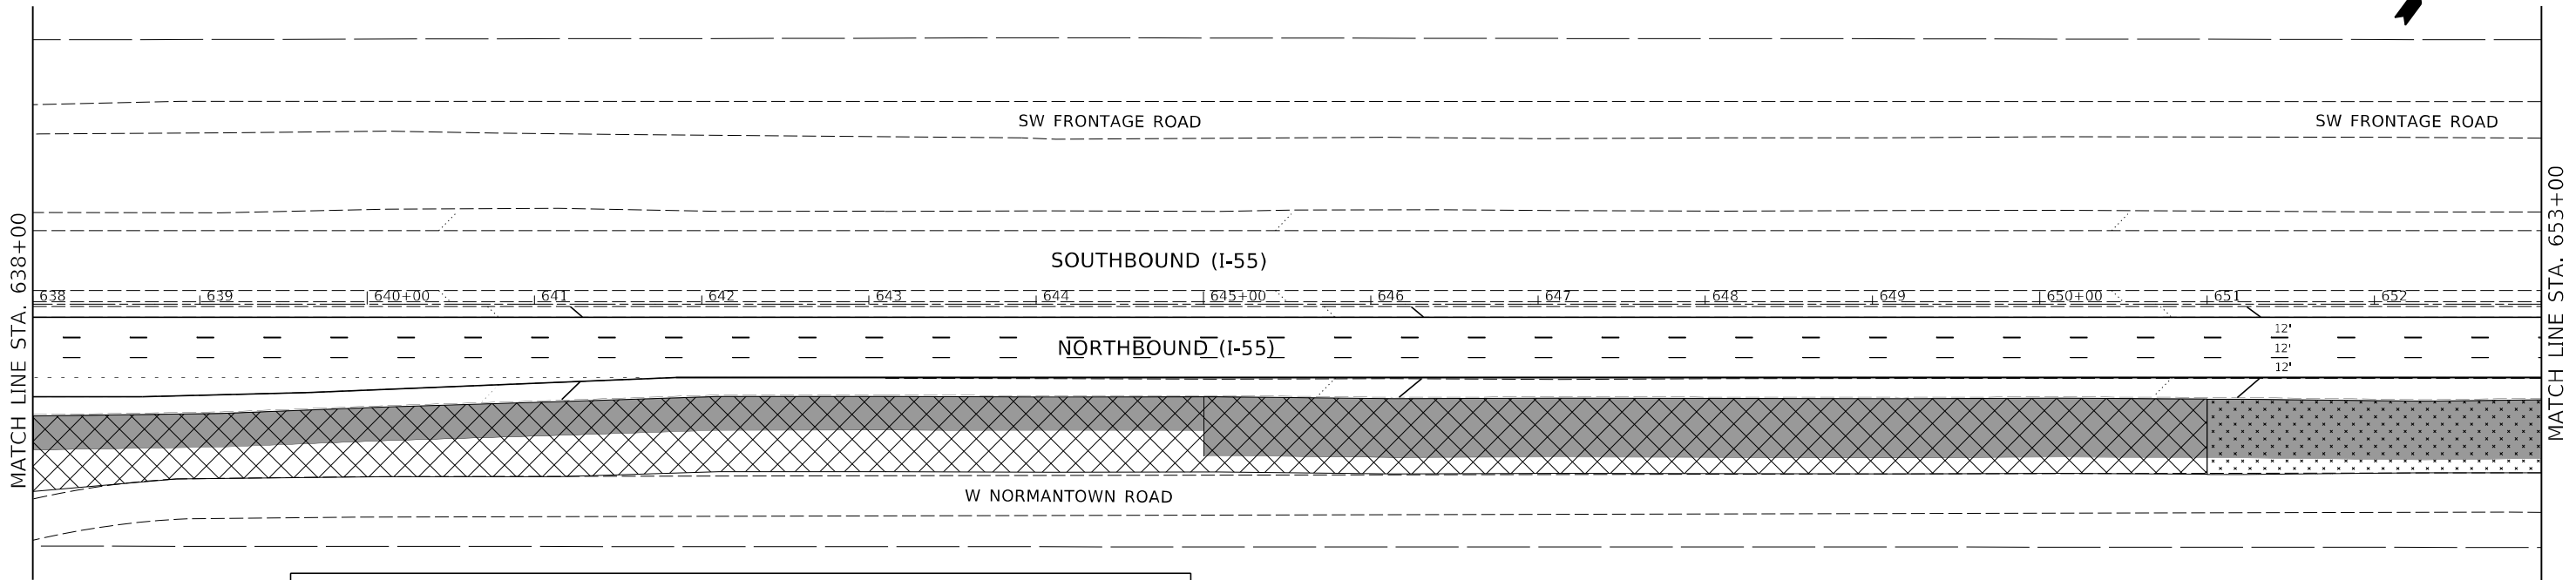 SW FRONTAGE ROAD
SW FRONTAGE ROAD
MATCH LINE STA. 638+00
MATCH LINE STA. 653+00
SOUTHBOUND (I-55)
638 639 640+00 641 642 643 644 645+00 646 647 648 649 650+00 651 652
12'
NORTHBOUND (I-55)
12'
12'
W NORMANTOWN ROAD